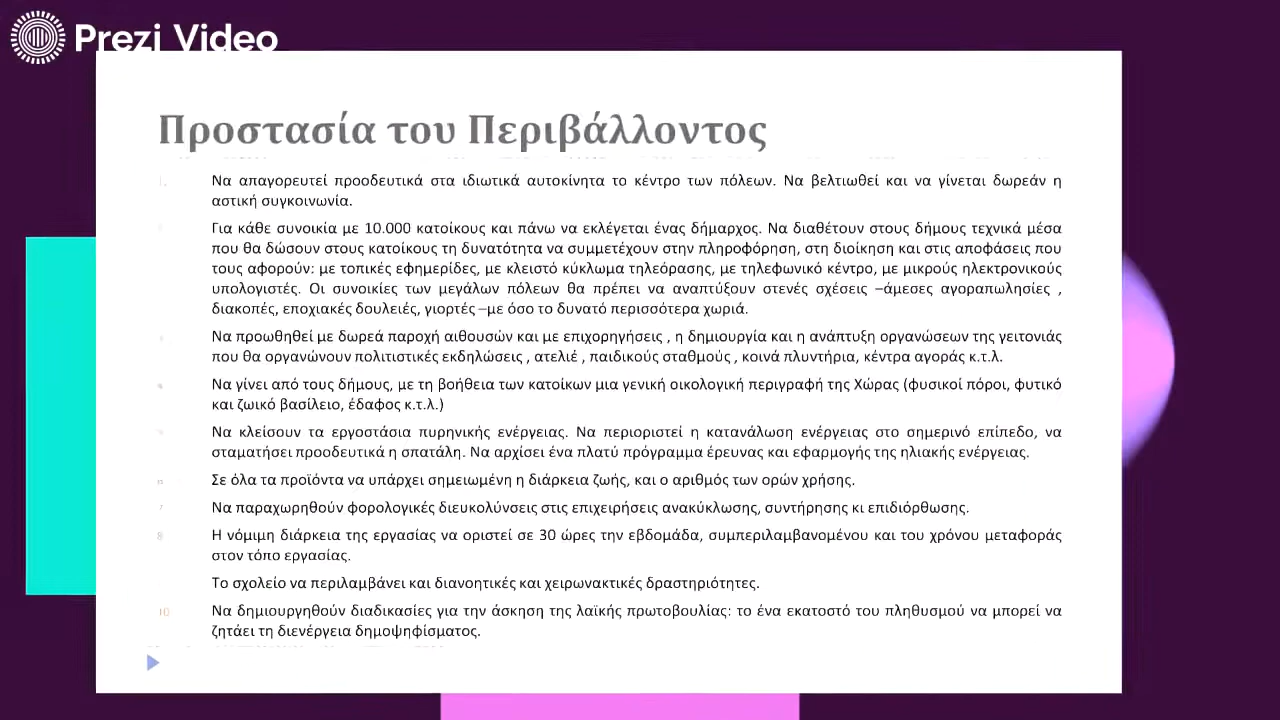 Prezi Video
Προστασία του Περιβάλλοντος
Να απαγορευτεί προοδευτικά στα ιδιωτικά αυτοκίνητα το κέντρο των πόλεων. Να βελτιωθεί και να γίνεται δωρεάν η
αστική συγκοινωνία.
Για κάθε συνοικία με 10.000 κατοίκους και πάνω να εκλέγεται ένας δήμαρχος. Να διαθέτουν στους δήμους τεχνικά μέσα
που θα δώσουν στους κατοίκους τη δυνατότητα να συμμετέχουν στην πληροφόρηση, στη διοίκηση και στις αποφάσεις που
τους αφορούν: με τοπικές εφημερίδες, με κλειστό κύκλωμα τηλεόρασης, με τηλεφωνικό κέντρο, με μικρούς ηλεκτρονικούς
υπολογιστές. Οι συνοικίες των μεγάλων πόλεων θα πρέπει να αναπτύξουν στενές σχέσεις –άμεσες αγοραπωλησίες ,
διακοπές, εποχιακές δουλειές, γιορτές –με όσο το δυνατό περισσότερα χωριά.
Να προωθηθεί με δωρεά παροχή αιθουσών και με επιχορηγήσεις , η δημιουργία και η ανάπτυξη οργανώσεων της γειτονιάς
που θα οργανώνουν πολιτιστικές εκδηλώσεις , ατελιέ , παιδικούς σταθμούς , κοινά πλυντήρια, κέντρα αγοράς κ.τ.λ.
Να γίνει από τους δήμους, με τη βοήθεια των κατοίκων μια γενική οικολογική περιγραφή της Χώρας (φυσικοί πόροι, φυτικό
και ζωικό βασίλειο, έδαφος κ.τ.λ.)
Να κλείσουν τα εργοστάσια πυρηνικής ενέργειας. Να περιοριστεί η κατανάλωση ενέργειας στο σημερινό επίπεδο, να
σταματήσει προοδευτικά η σπατάλη. Να αρχίσει ένα πλατύ πρόγραμμα έρευνας και εφαρμογής της ηλιακής ενέργειας.
Σε όλα τα προϊόντα να υπάρχει σημειωμένη η διάρκεια ζωής, και ο αριθμός των ορών χρήσης.
Να παραχωρηθούν φορολογικές διευκολύνσεις στις επιχειρήσεις ανακύκλωσης, συντήρησης κι επιδιόρθωσης.
8 Η νόμιμη διάρκεια της εργασίας να οριστεί σε 30 ώρες την εβδομάδα, συμπεριλαμβανομένου και του χρόνου μεταφοράς
στον τόπο εργασίας.
Το σχολείο να περιλαμβάνει και διανοητικές και χειρωνακτικές δραστηριότητες.
10 Να δημιουργηθούν διαδικασίες για την άσκηση της λαϊκής πρωτοβουλίας: το ένα εκατοστό του πληθυσμού να μπορεί να
ζητάει τη διενέργεια δημοψηφίσματος.